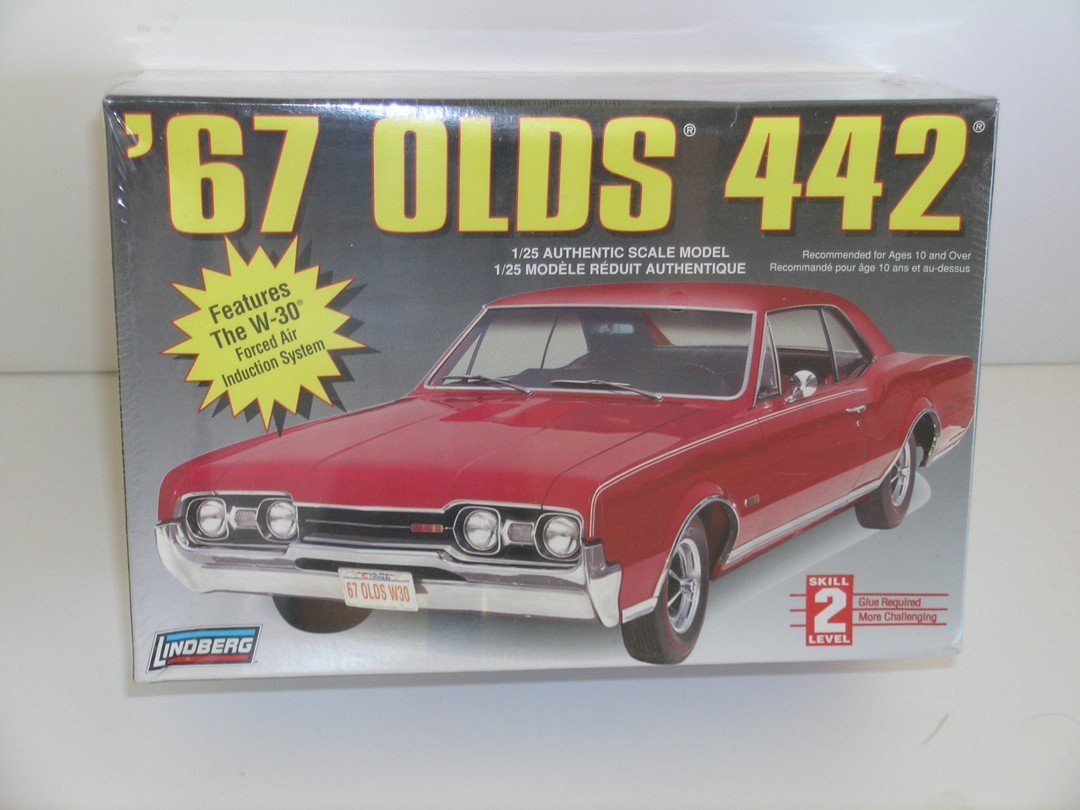 '67 OLDS® 442®
1/25 AUTHENTIC SCALE MODEL
1/25 MODÈLE RÉDUIT AUTHENTIQUE
Recommended for Ages 10 and Over
Recommandé pour âge 10 ans et au-dessus
Features
The W-30®
Forced Air
Induction System
67 OLDS W30
SKILL
2
LEVEL
Glue Required
More Challenging
LINDBERG